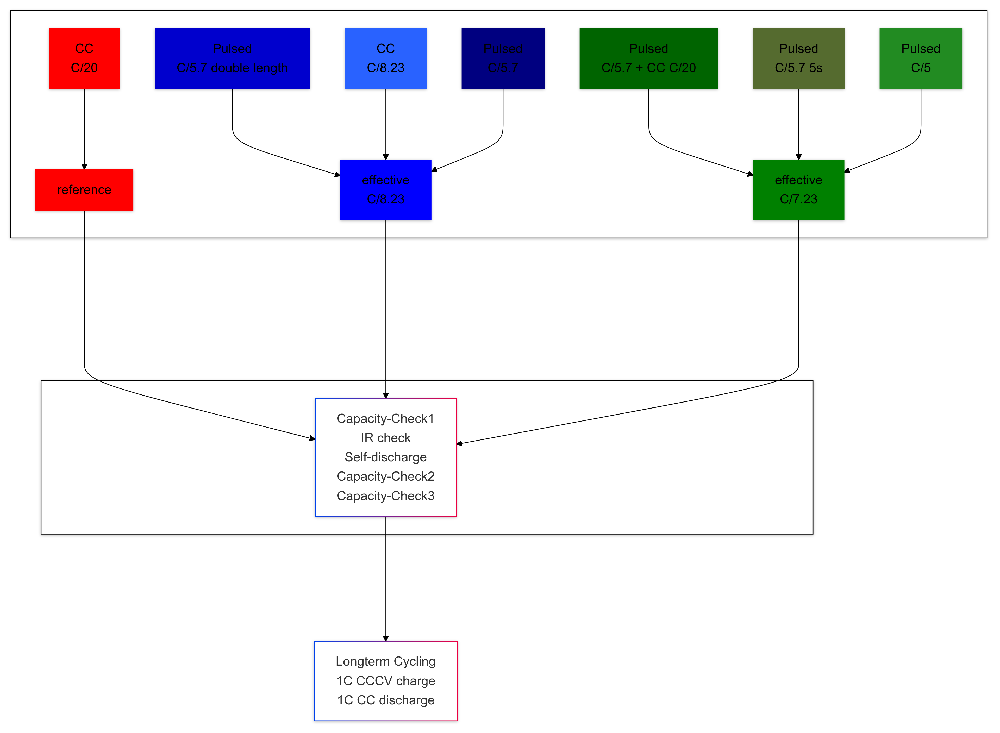 CC
C/20
Pulsed
C/5.7 double length
CC
C/8.23
Pulsed
C/5.7
Pulsed
C/5.7 + CC C/20
Pulsed
C/5.7 5s
Pulsed
C/5
reference
effective
C/8.23
effective
C/7.23
Capacity-Check1
IR check
Self-discharge
Capacity-Check2
Capacity-Check3
Longterm Cycling
1C CCCV charge
1C CC discharge